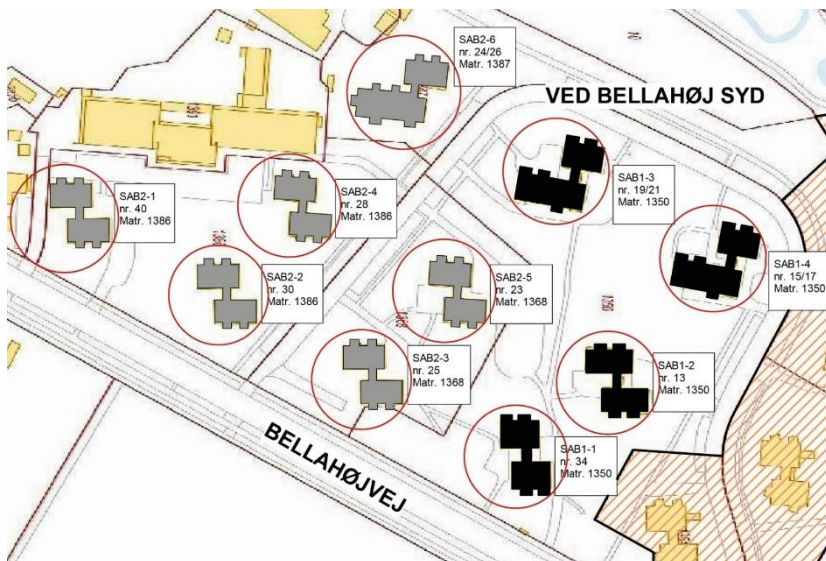 SAB2-6
nr. 24/26
Matr. 1387
VED BELLAHØJ SYD
SAB1-3
nr. 19/21
Matr. 1350
SAB2-1
nr. 40
Matr. 1386
SAB2-4
nr. 28
Matr. 1386
SAB1-4
nr. 15/17
Matr. 1350
SAB2-2
nr. 30
Matr. 1386
SAB2-5
nr. 23
Matr. 1368
1350
SAB2-3
nr. 25
Matr. 1368
SAB1-2
nr. 13
Matr. 1350
BELLAHØJVEJ
SAB1-1
nr. 34
Matr. 1350